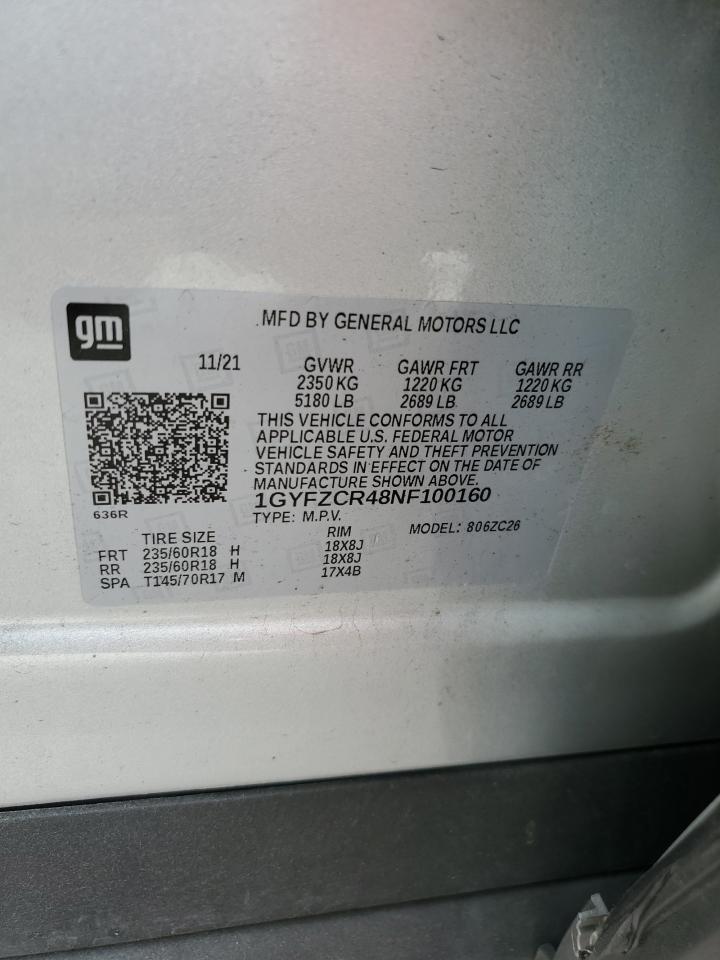 gm
MFD BY GENERAL MOTORS LLC
11/21 GVWR GAWR FRT GAWR RR
2350 KG 1220 KG 1220 KG
5180 LB 2689 LB 2689 LB
THIS VEHICLE CONFORMS TO ALL
APPLICABLE U.S. FEDERAL MOTOR
VEHICLE SAFETY AND THEFT PREVENTION
STANDARDS IN EFFECT ON THE DATE OF
MANUFACTURE SHOWN ABOVE.
1GYFZCR48NF100160
636R
TYPE: M.P.V. MODEL: 806ZC26
TIRE SIZE RIM
FRT 235/60R18 H 18X8J
RR 235/60R18 H 18X8J
SPA T145/70R17 M 17X4B